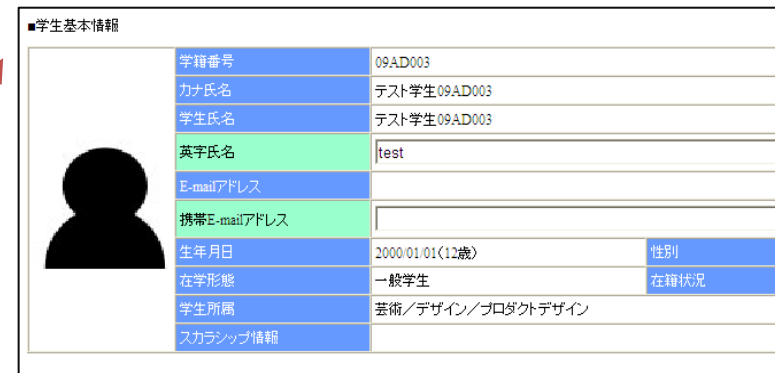 ■学生基本情報
学籍番号 09AD003
カナ氏名 テスト学生09AD003
学生氏名 テスト学生09AD003
英字氏名 test
E-mailアドレス
携帯E-mailアドレス
生年月日 2000/01/01(12歳) 性別
在学形態 一般学生 在籍状況
学生所属 芸術/デザイン/プロダクトデザイン
スカラシップ情報